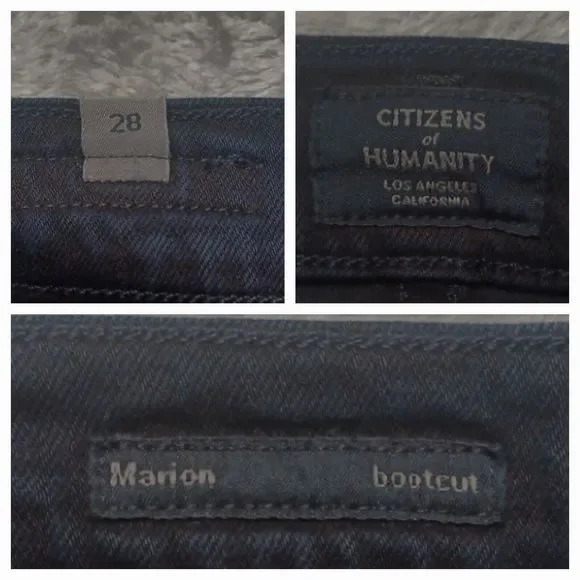 28
CITIZENS
of
HUMANITY
LOS ANGELES
CALIFORNIA
Marion bootcut